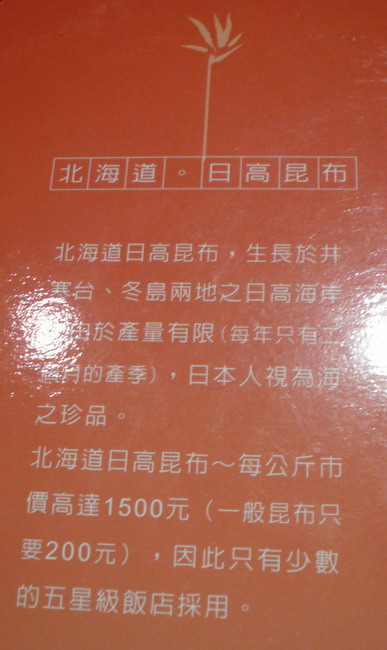 北海道。日高昆布
北海道日高昆布，生長於井
寒台、冬島兩地之日高海岸
由於產量有限（每年只有二
個月的產季），日本人視為海
之珍品。
北海道日高昆布～每公斤市
價高達1500元（一般昆布只
要200元），因此只有少數
的五星級飯店採用。